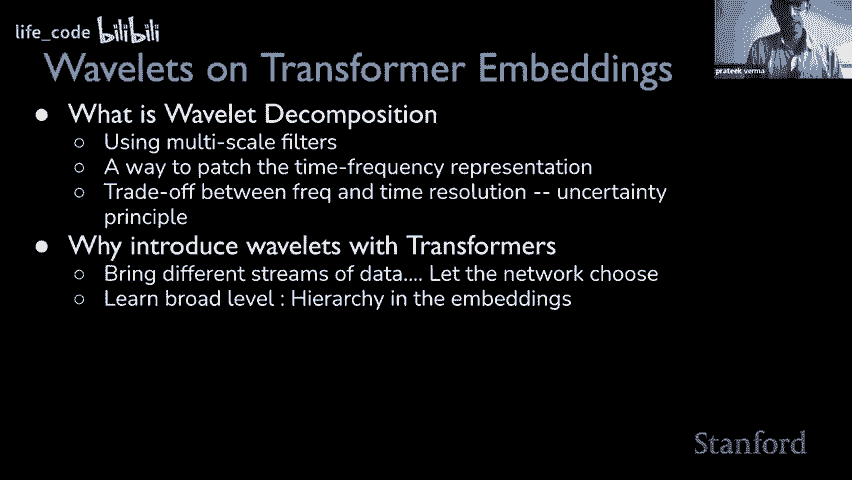 life_code bilibili
prateek verma
Wavelets on Transformer Embeddings
● What is Wavelet Decomposition
○ Using multi-scale filters
○ A way to patch the time-frequency representation
○ Trade-off between freq and time resolution -- uncertainty
principle
● Why introduce wavelets with Transformers
○ Bring different streams of data.... Let the network choose
○ Learn broad level : Hierarchy in the embeddings
Stanford